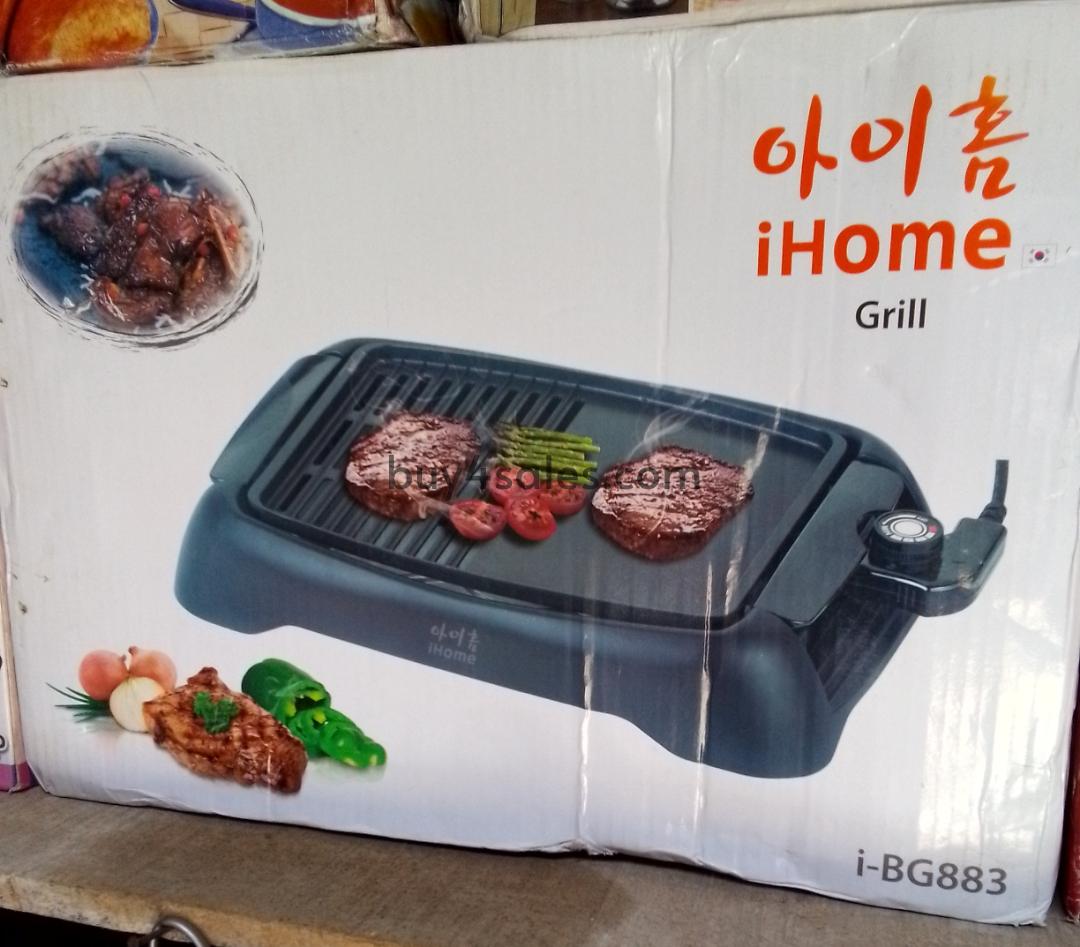 아이홈
iHome
Grill
buy4sales.com
아이홈
iHome
i-BG883